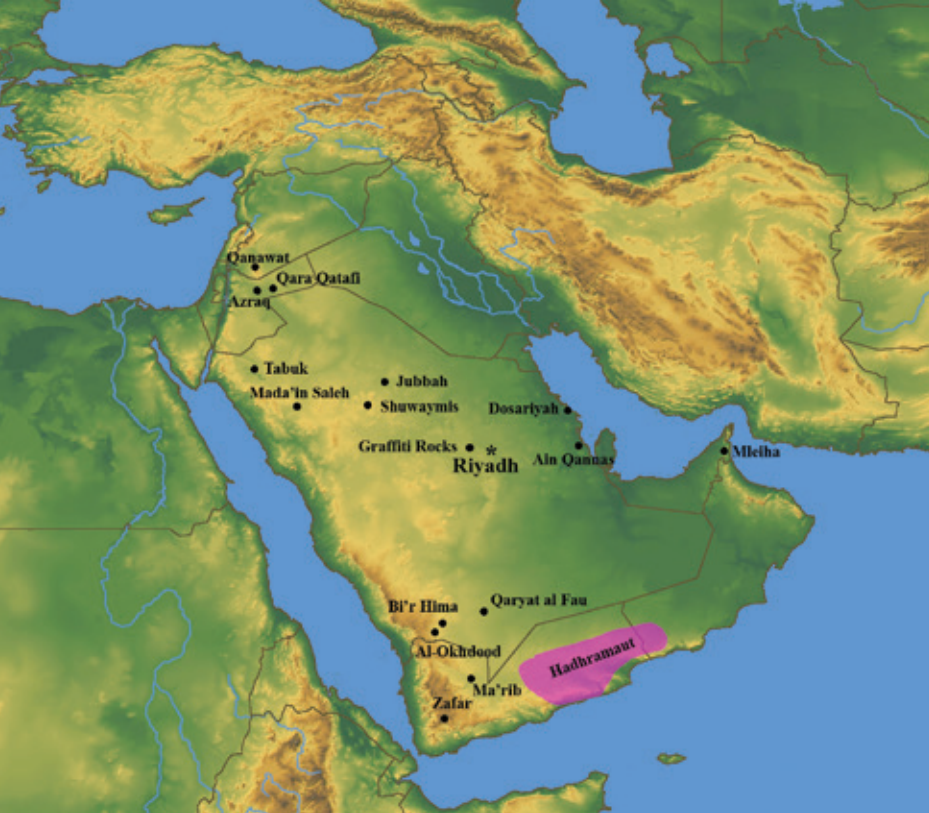 Qanawat
Qara Qatafi
Azraq
Tabuk
Jubbah
Mada'in Saleh
Shuwaymis
Dosariyah
Graffiti Rocks
*
Riyadh
Ain Qannas
Mleiha
Qaryat al Fau
Bi'r Hima
Al-Okhdood
Hadhramaut
Ma'rib
Zafar